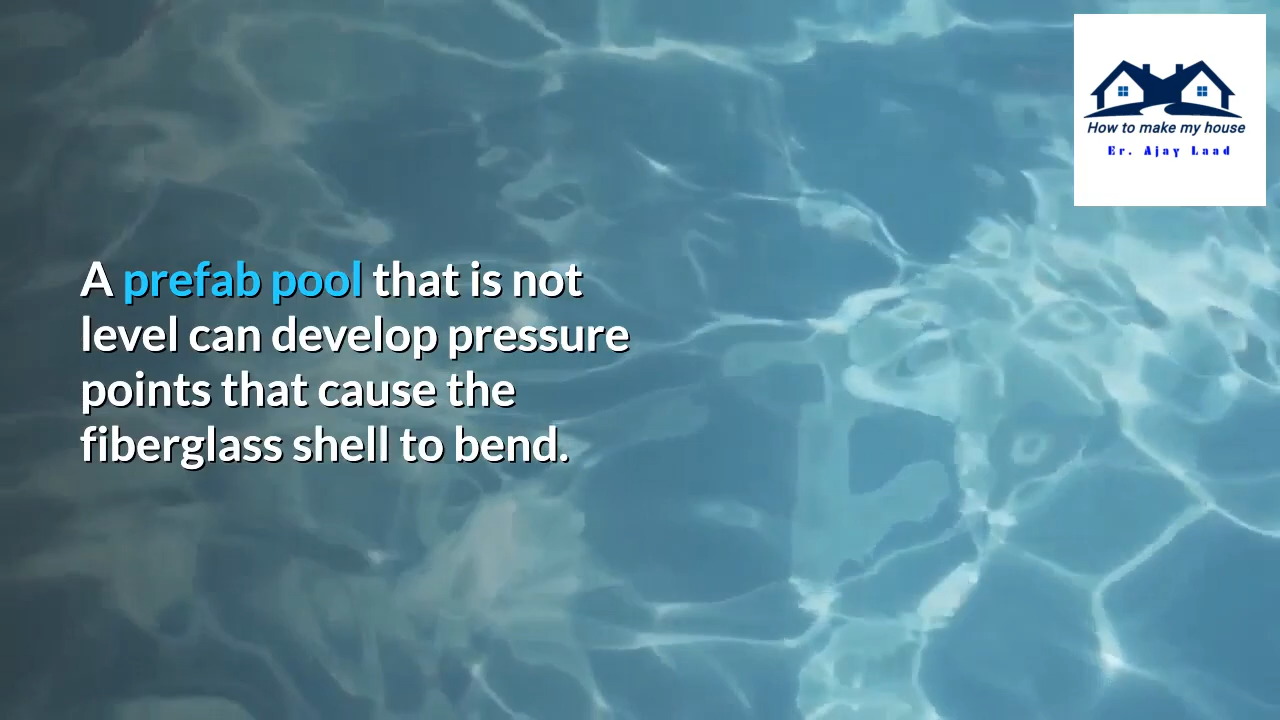 How to make my house
Er. Ajay Laad
A prefab pool that is not
level can develop pressure
points that cause the
fiberglass shell to bend.